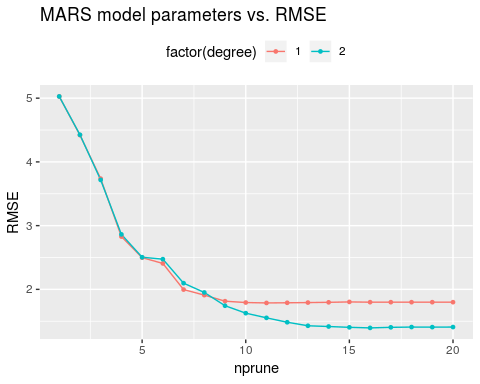 MARS model parameters vs. RMSE
factor(degree) 1 2
5
4
3
2
RMSE
5 10 15 20
nprune